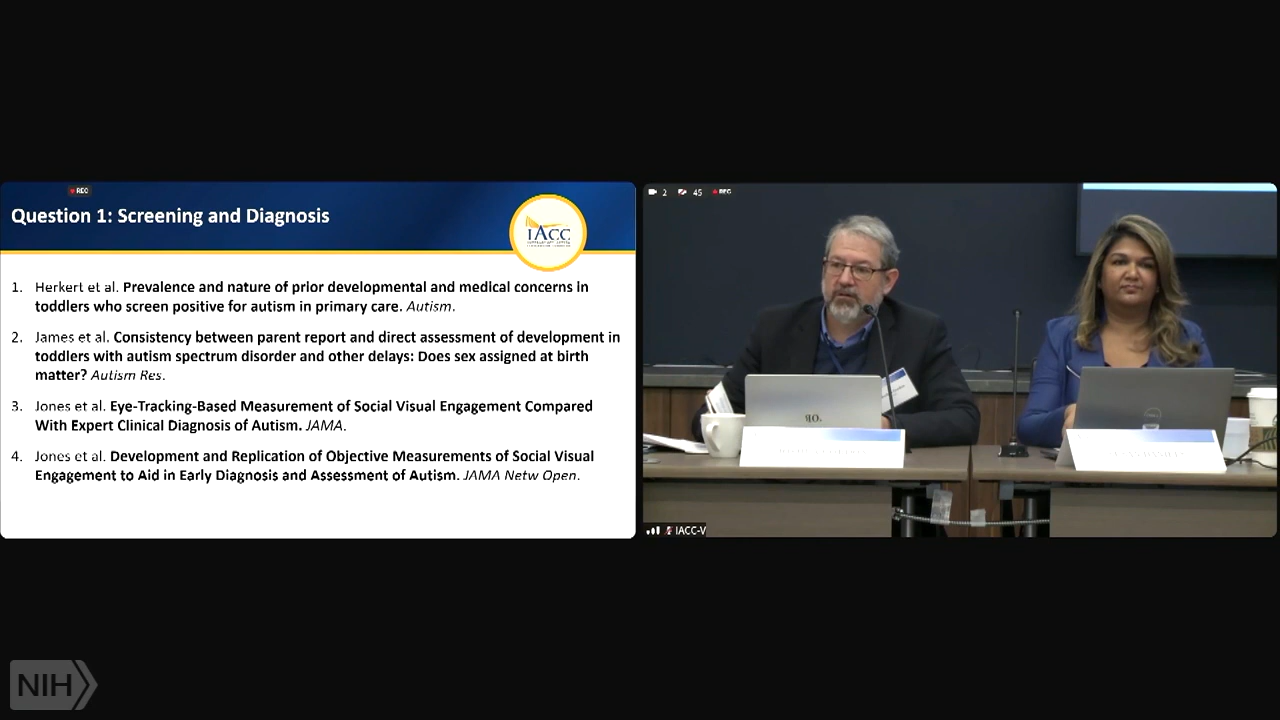 REC
Question 1: Screening and Diagnosis
IACC
1. Herkert et al. Prevalence and nature of prior developmental and medical concerns in
toddlers who screen positive for autism in primary care. Autism.
2. James et al. Consistency between parent report and direct assessment of development in
toddlers with autism spectrum disorder and other delays: Does sex assigned at birth
matter? Autism Res.
3. Jones et al. Eye-Tracking-Based Measurement of Social Visual Engagement Compared
With Expert Clinical Diagnosis of Autism. JAMA.
4. Jones et al. Development and Replication of Objective Measurements of Social Visual
Engagement to Aid in Early Diagnosis and Assessment of Autism. JAMA Netw Open.
2 45 REC
IACC-V
NIH